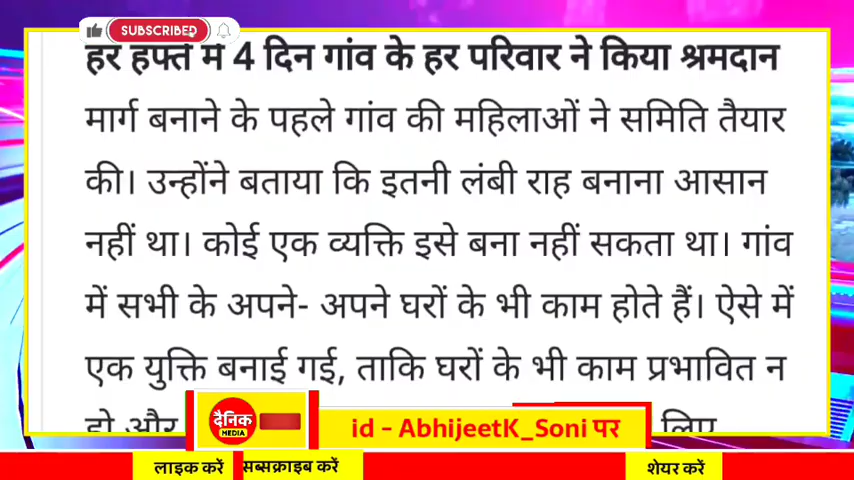 SUBSCRIBED
हर हफ्ते में 4 दिन गांव के हर परिवार ने किया श्रमदान
मार्ग बनाने के पहले गांव की महिलाओं ने समिति तैयार
की। उन्होंने बताया कि इतनी लंबी राह बनाना आसान
नहीं था। कोई एक व्यक्ति इसे बना नहीं सकता था। गांव
में सभी के अपने- अपने घरों के भी काम होते हैं। ऐसे में
एक युक्ति बनाई गई, ताकि घरों के भी काम प्रभावित न
हो और लिए
दैनिक
MEDIA
id - AbhijeetK_Soni पर
लाइक करें सब्सक्राइब करें शेयर करें